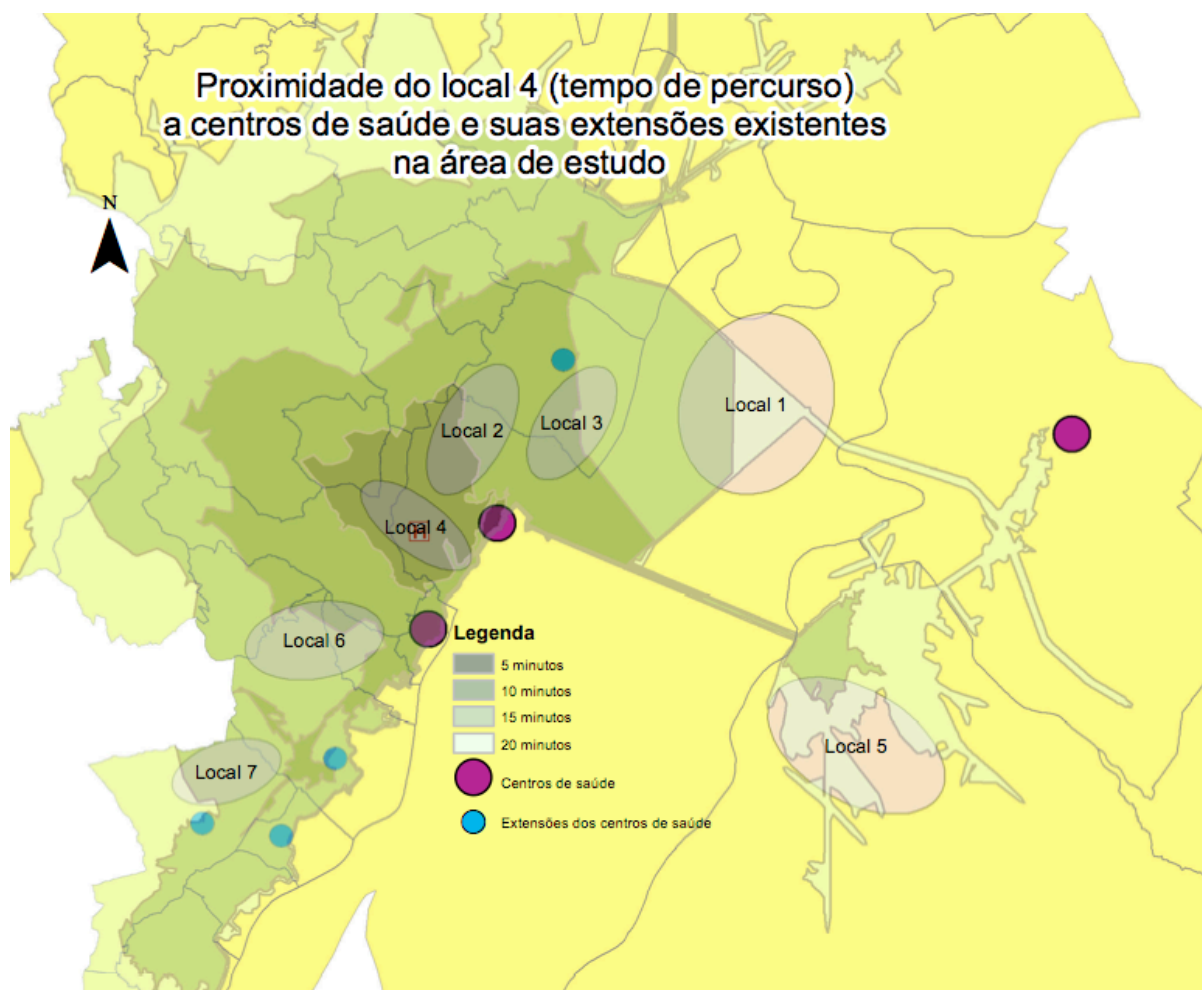 Proximidade do local 4 (tempo de percurso)
a centros de saúde e suas extensões existentes
na área de estudo
N
Local 1
Local 2
Local 3
Local 4
H
Local 6
Legenda
5 minutos
10 minutos
15 minutos
20 minutos
Local 5
Local 7
Centros de saúde
Extensões dos centros de saúde